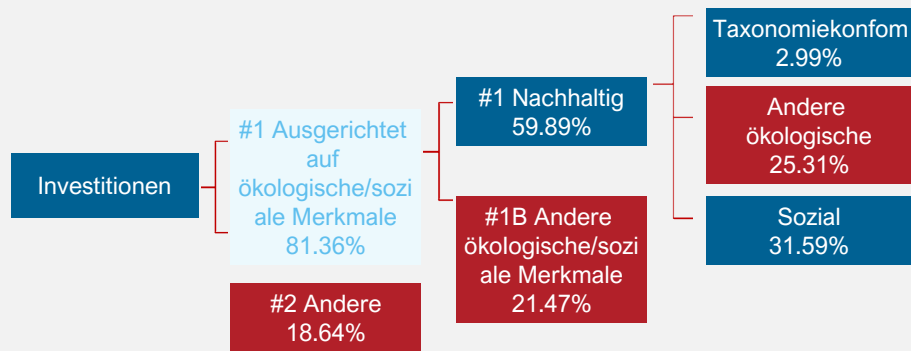 Investitionen
#1 Ausgerichtet
auf
ökologische/sozi
ale Merkmale
81.36%
#2 Andere
18.64%
#1 Nachhaltig
59.89%
#1B Andere
ökologische/sozi
ale Merkmale
21.47%
Taxonomiekonfom
2.99%
Andere
ökologische
25.31%
Sozial
31.59%